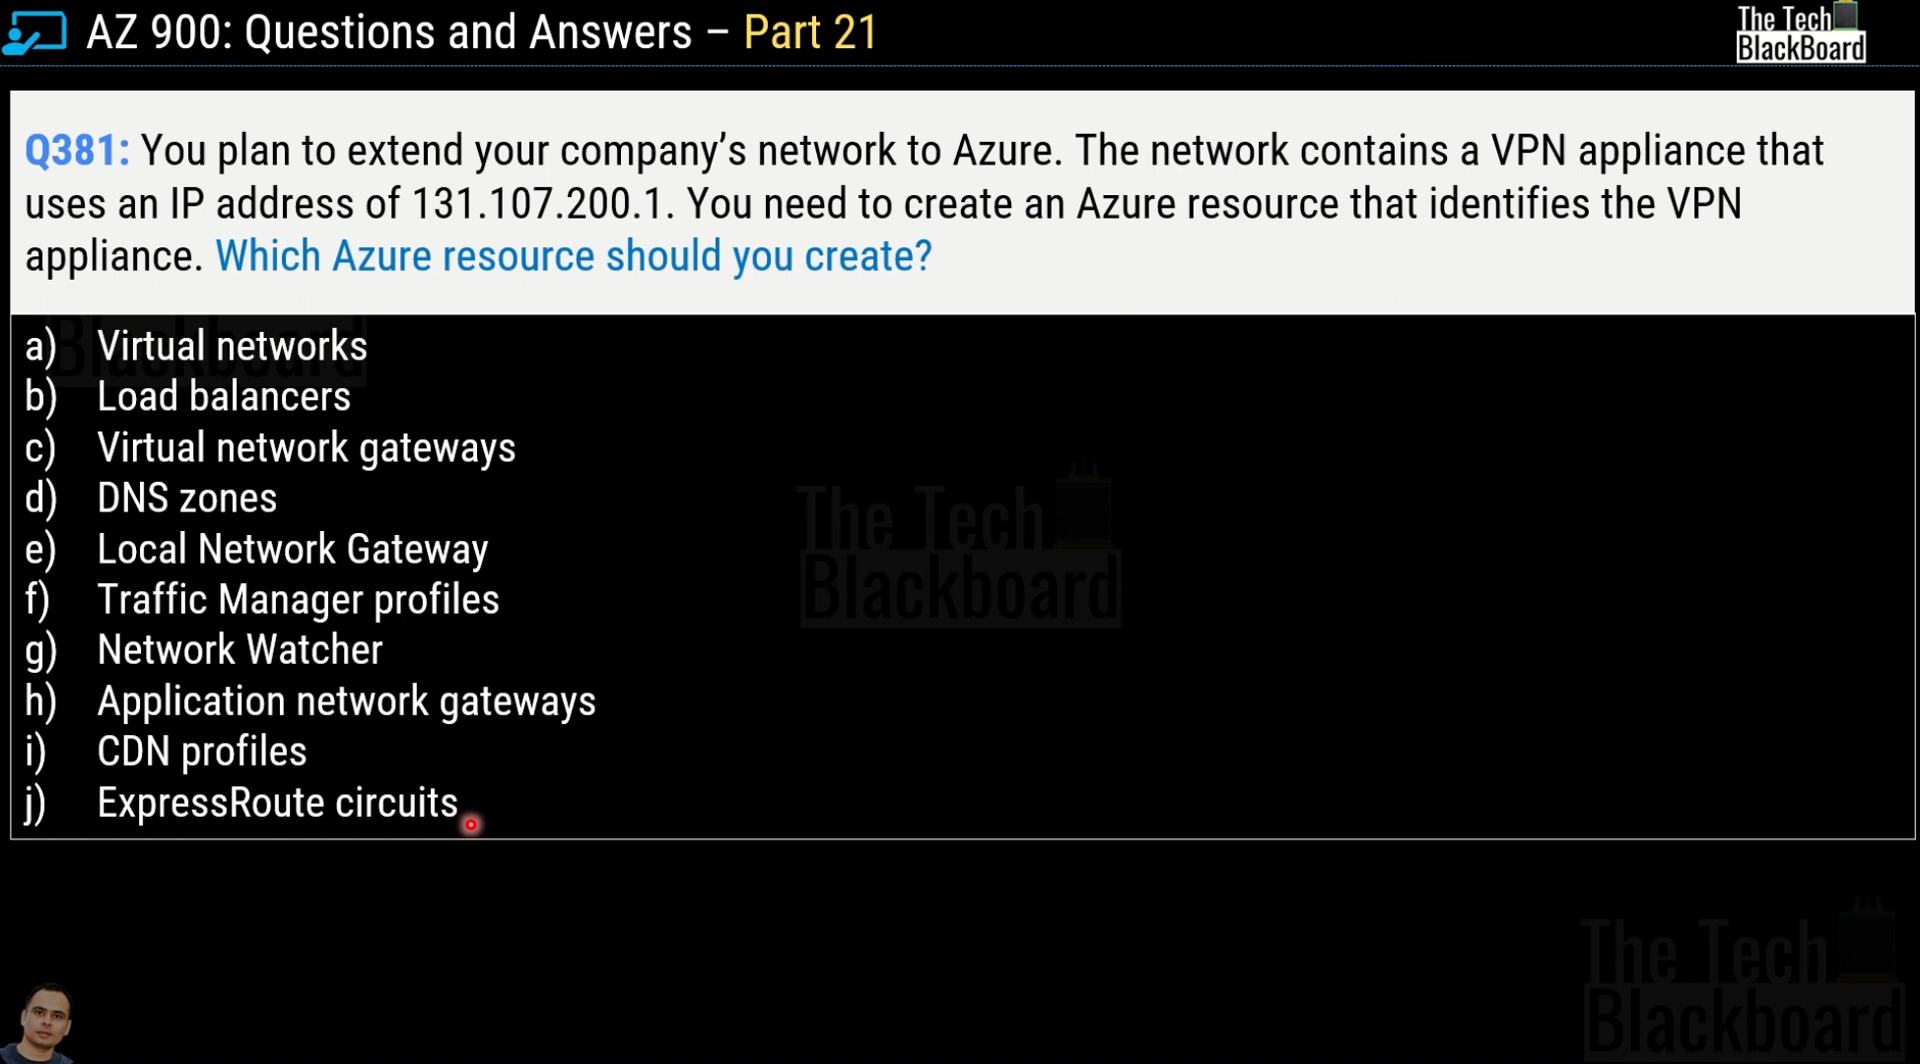 AZ 900: Questions and Answers – Part 21
The Tech
BlackBoard
Q381: You plan to extend your company’s network to Azure. The network contains a VPN appliance that
uses an IP address of 131.107.200.1. You need to create an Azure resource that identifies the VPN
appliance. Which Azure resource should you create?
Blackboard
a) Virtual networks
b) Load balancers
c) Virtual network gateways
d) DNS zones
e) Local Network Gateway
f) Traffic Manager profiles
g) Network Watcher
h) Application network gateways
i) CDN profiles
j) ExpressRoute circuits
The Tech
Blackboard
The Tech
Blackboard